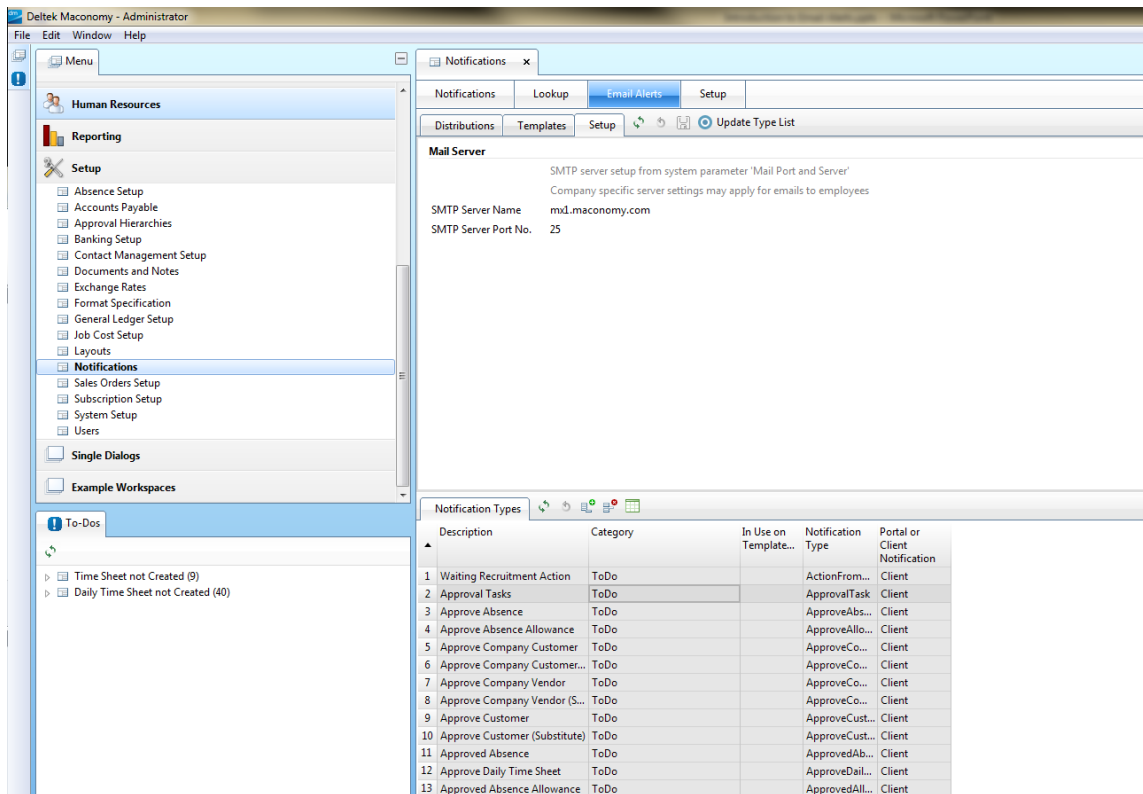 Deltek Maconomy - Administrator
File Edit Window Help
Menu
Human Resources
Reporting
Setup
Absence Setup
Accounts Payable
Approval Hierarchies
Banking Setup
Contact Management Setup
Documents and Notes
Exchange Rates
Format Specification
General Ledger Setup
Job Cost Setup
Layouts
Notifications
Sales Orders Setup
Subscription Setup
System Setup
Users
Single Dialogs
Example Workspaces
To-Dos
Time Sheet not Created (9)
Daily Time Sheet not Created (40)
Notifications
Notifications Lookup Email Alerts Setup
Distributions Templates Setup Update Type List
Mail Server
SMTP server setup from system parameter 'Mail Port and Server'
Company specific server settings may apply for emails to employees
SMTP Server Name mx1.maconomy.com
SMTP Server Port No. 25
Notification Types
Description Category In Use on Notification Portal or
Template... Type Client
Notification
1 Waiting Recruitment Action ToDo ActionFrom... Client
2 Approval Tasks ToDo ApprovalTask Client
3 Approve Absence ToDo ApproveAbs... Client
4 Approve Absence Allowance ToDo ApproveAllo... Client
5 Approve Company Customer ToDo ApproveCo... Client
6 Approve Company Customer... ToDo ApproveCo... Client
7 Approve Company Vendor ToDo ApproveCo... Client
8 Approve Company Vendor (S... ToDo ApproveCo... Client
9 Approve Customer ToDo ApproveCust... Client
10 Approve Customer (Substitute) ToDo ApproveCust... Client
11 Approved Absence ToDo ApprovedAb... Client
12 Approve Daily Time Sheet ToDo ApproveDail... Client
13 Approved Absence Allowance ToDo ApprovedAll... Client